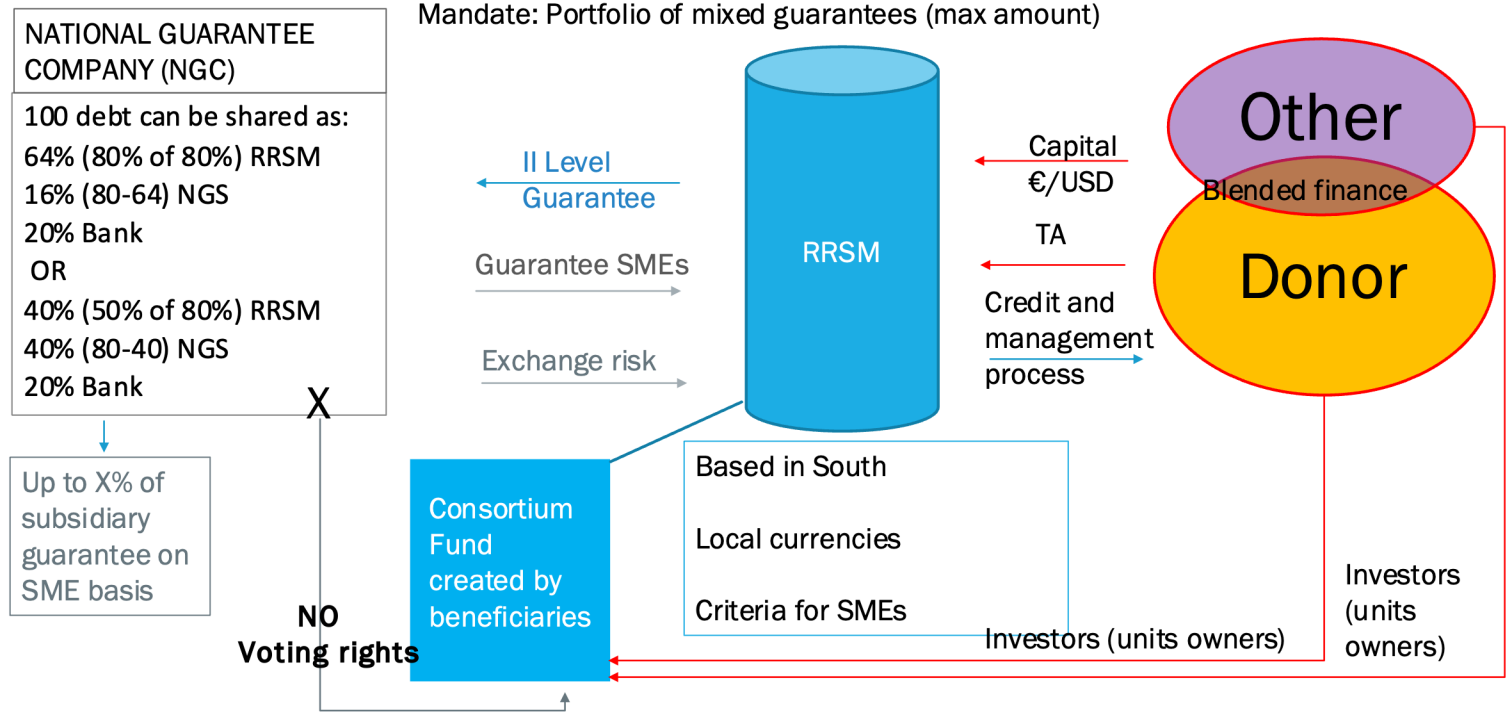 Mandate: Portfolio of mixed guarantees (max amount)
NATIONAL GUARANTEE
COMPANY (NGC)
100 debt can be shared as:
64% (80% of 80%) RRSM
16% (80-64) NGS
20% Bank
OR
40% (50% of 80%) RRSM
40% (80-40) NGS
20% Bank
X
Up to X% of
subsidiary
guarantee on
SME basis
NO
Voting rights
II Level
Guarantee
Guarantee SMEs
Exchange risk
RRSM
Consortium
Fund
created by
beneficiaries
Based in South
Local currencies
Criteria for SMEs
Capital
€/USD
TA
Credit and
management
process
Other
Blended finance
Donor
Investors (units owners)
Investors
(units
owners)